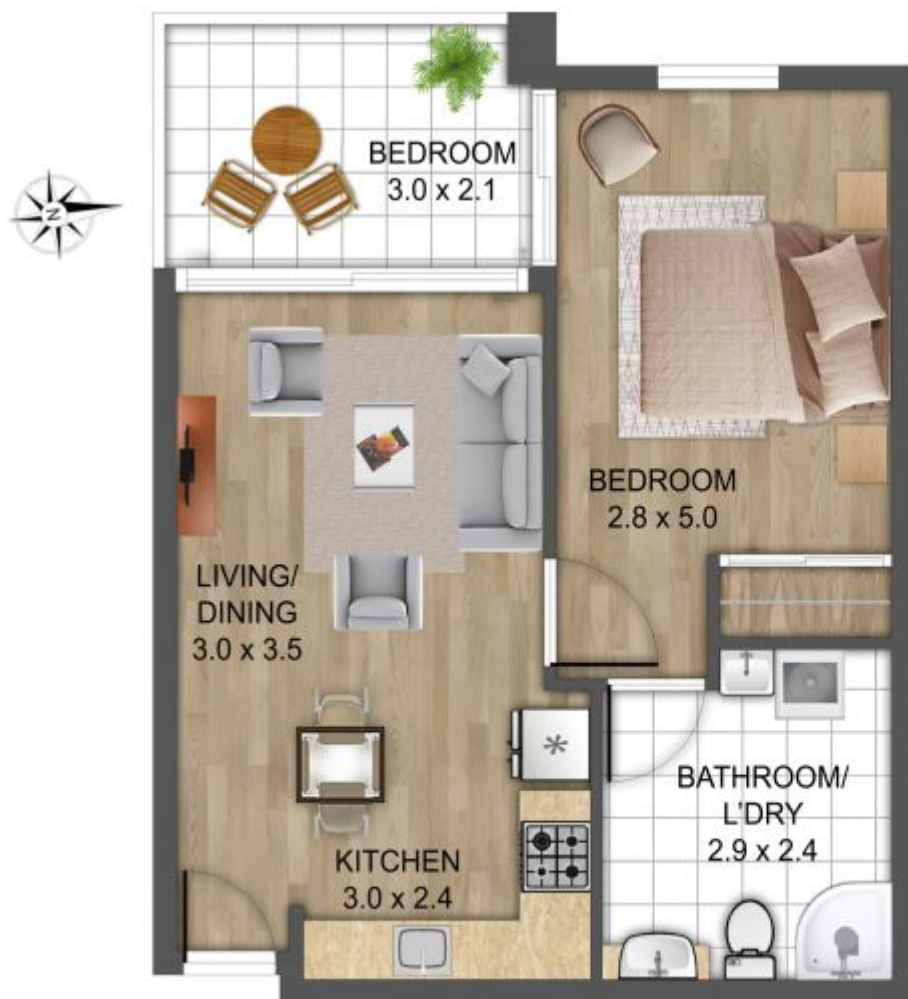 BEDROOM
3.0 x 2.1
N
BEDROOM
2.8 x 5.0
LIVING/
DINING
3.0 x 3.5
BATHROOM/
L'DRY
2.9 x 2.4
KITCHEN
3.0 x 2.4